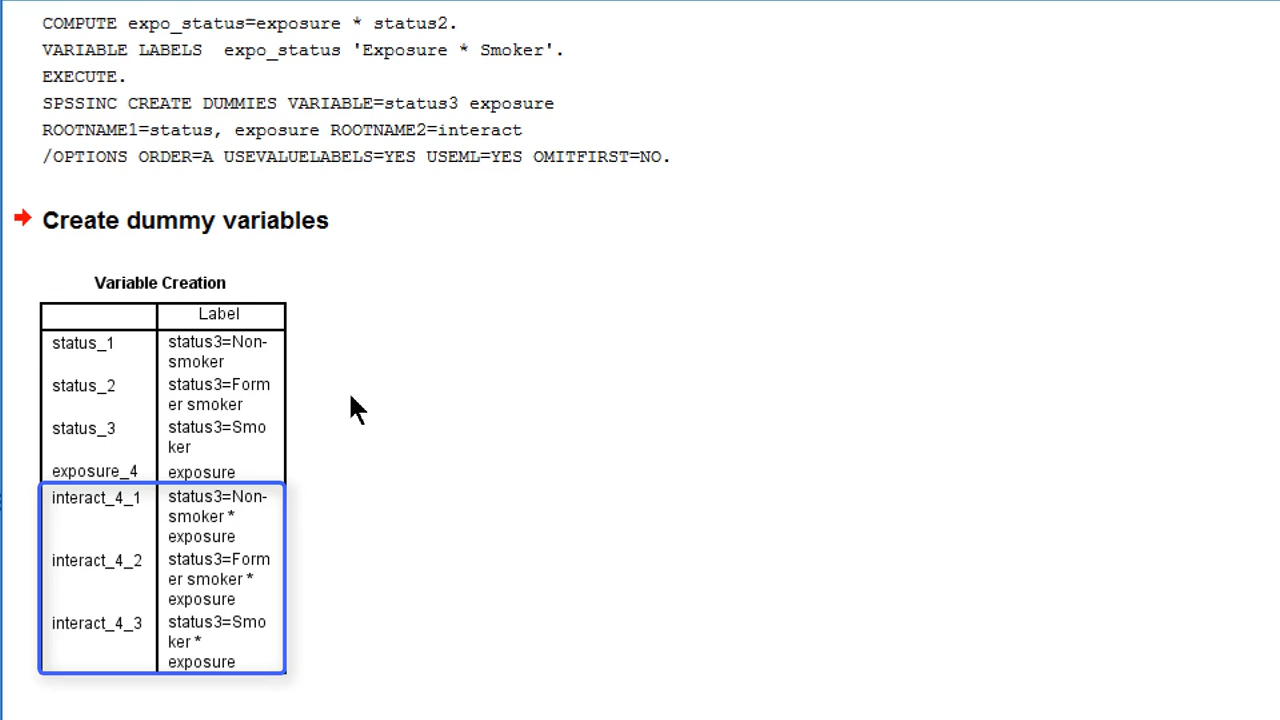 COMPUTE expo_status=exposure * status2.
VARIABLE LABELS  expo_status 'Exposure * Smoker'.
EXECUTE.
SPSSINC CREATE DUMMIES VARIABLE=status3 exposure
ROOTNAME1=status, exposure ROOTNAME2=interact
/OPTIONS ORDER=A USEVALUELABELS=YES USEML=YES OMITFIRST=NO.
Create dummy variables
Variable Creation
Label
status_1 status3=Non-
smoker
status_2 status3=Form
er smoker
status_3 status3=Smo
ker
exposure_4 exposure
interact_4_1 status3=Non-
smoker *
exposure
interact_4_2 status3=Form
er smoker *
exposure
interact_4_3 status3=Smo
ker *
exposure